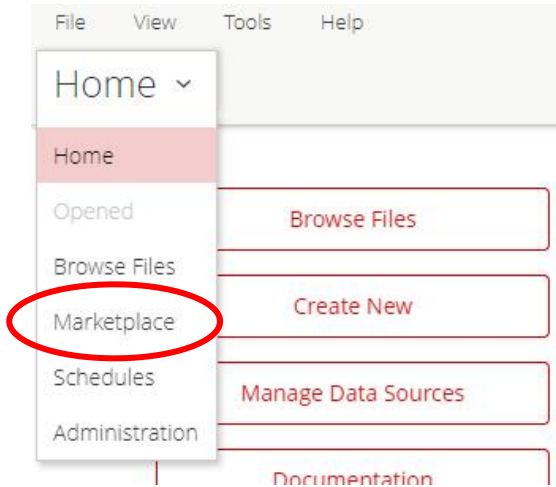 File View Tools Help
Home
Home
Opened
Browse Files
Marketplace
Schedules
Administration
Browse Files
Create New
Manage Data Sources
Documentation